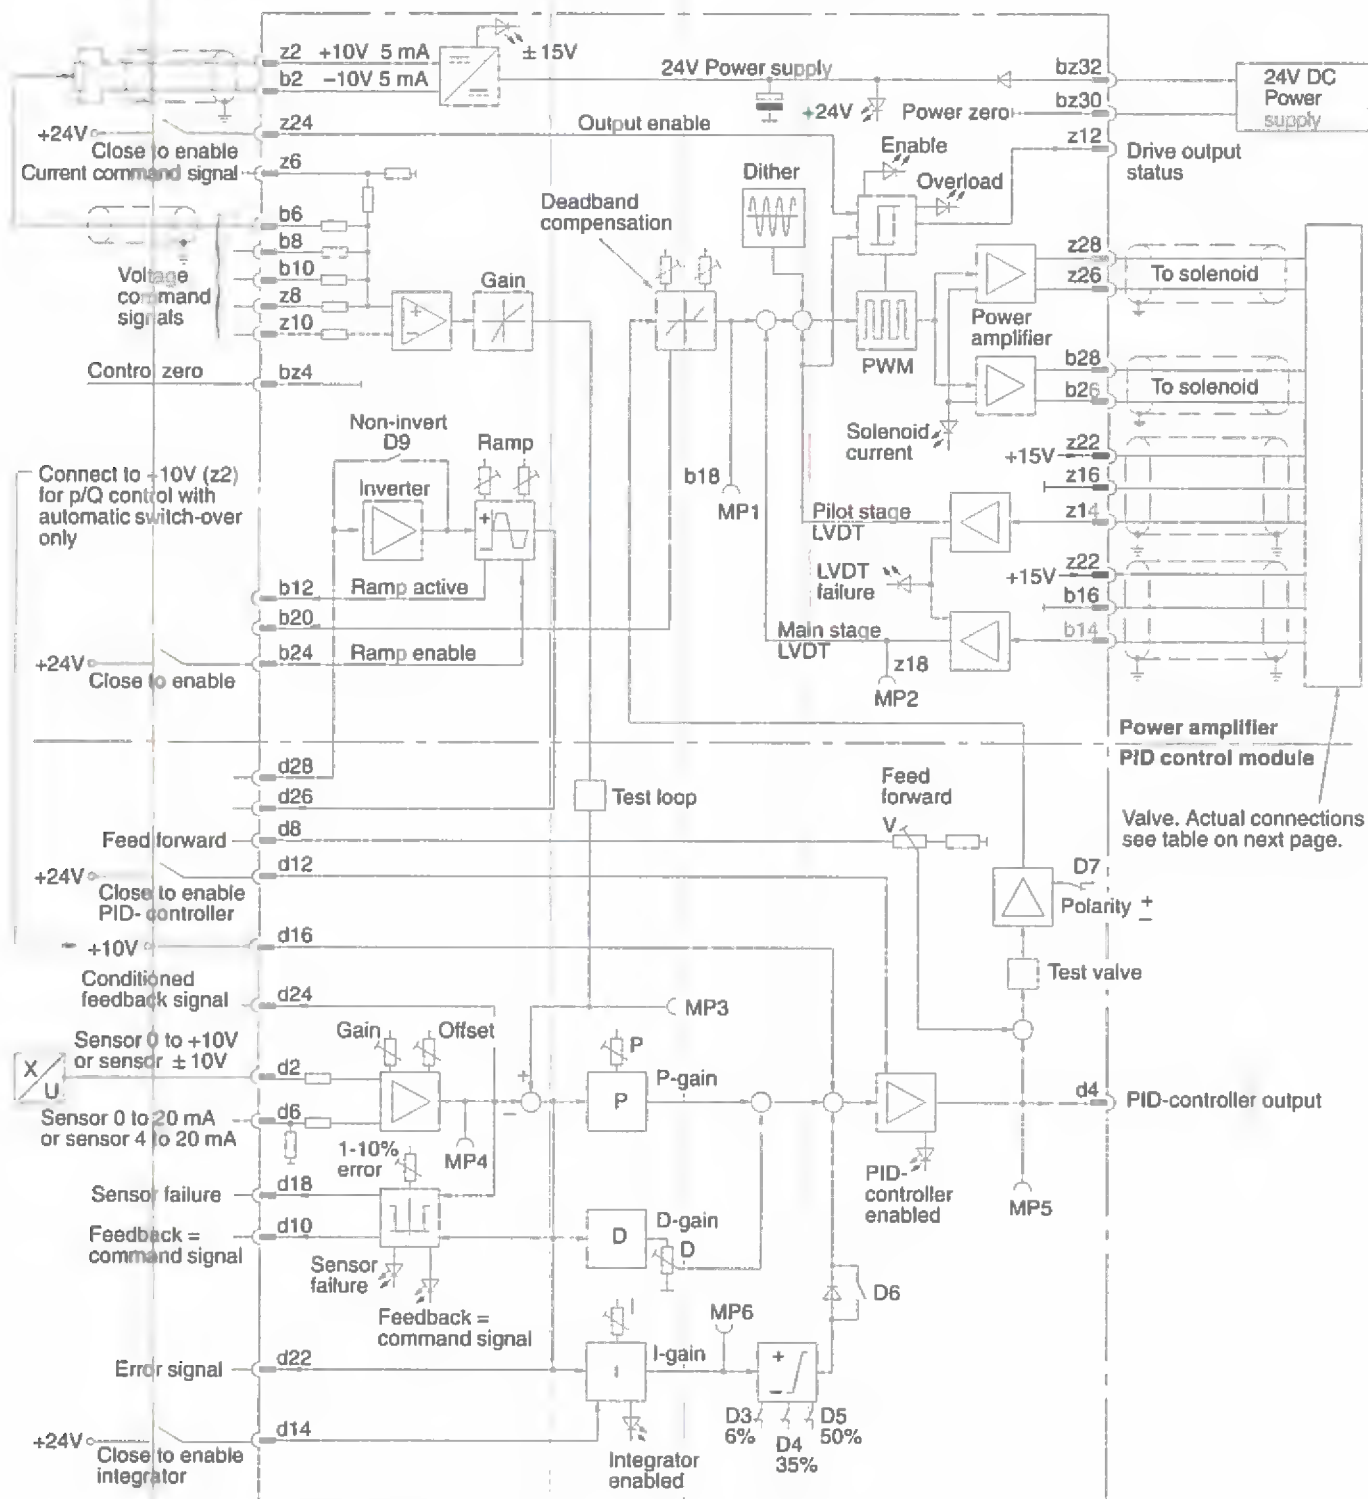 z2 +10V 5 mA
± 15V
b2 −10V 5 mA
24V Power supply
bz32
24V DC
Power
supply
+24V
Power zero
bz30
+24V
z24
Output enable
Close to enable
z12
Drive output
status
Current command signal
z6
Enable
Dither
Overload
Deadband
compensation
b6
b8
b10
z8
z10
Voltage
command
signals
Gain
z28
To solenoid
z26
Power
amplifier
PWM
b28
To solenoid
b26
Control zero
bz4
Non-invert
D9
Ramp
Solenoid
current
z22
+15V
z16
Connect to +10V (z2)
for p/Q control with
automatic switch-over
only
Inverter
+
−
b18
MP1
Pilot stage
LVDT
z14
z22
+15V
LVDT
failure
b16
b12
Ramp active
b20
Main stage
LVDT
b14
b24
Ramp enable
+24V
Close to enable
z18
MP2
Power amplifier
PID control module
d28
d26
Test loop
Feed
forward
V
Valve. Actual connections
see table on next page.
Feed forward
d8
+24V
d12
Close to enable
PID- controller
D7
Polarity +
−
+10V
d16
Conditioned
feedback signal
d24
MP3
Test valve
Sensor 0 to +10V
or sensor ± 10V
X
U
d2
Gain
Offset
+
−
P
P
P-gain
d4
PID-controller output
Sensor 0 to 20 mA
or sensor 4 to 20 mA
d6
1-10%
error
MP4
PID-
controller
enabled
MP5
Sensor failure
d18
Feedback =
command signal
d10
D
D-gain
D
Sensor
failure
Feedback =
command signal
D6
MP6
I
I
I-gain
+
−
Error signal
d22
D3
6%
D4
35%
D5
50%
+24V
d14
Close to enable
integrator
Integrator
enabled